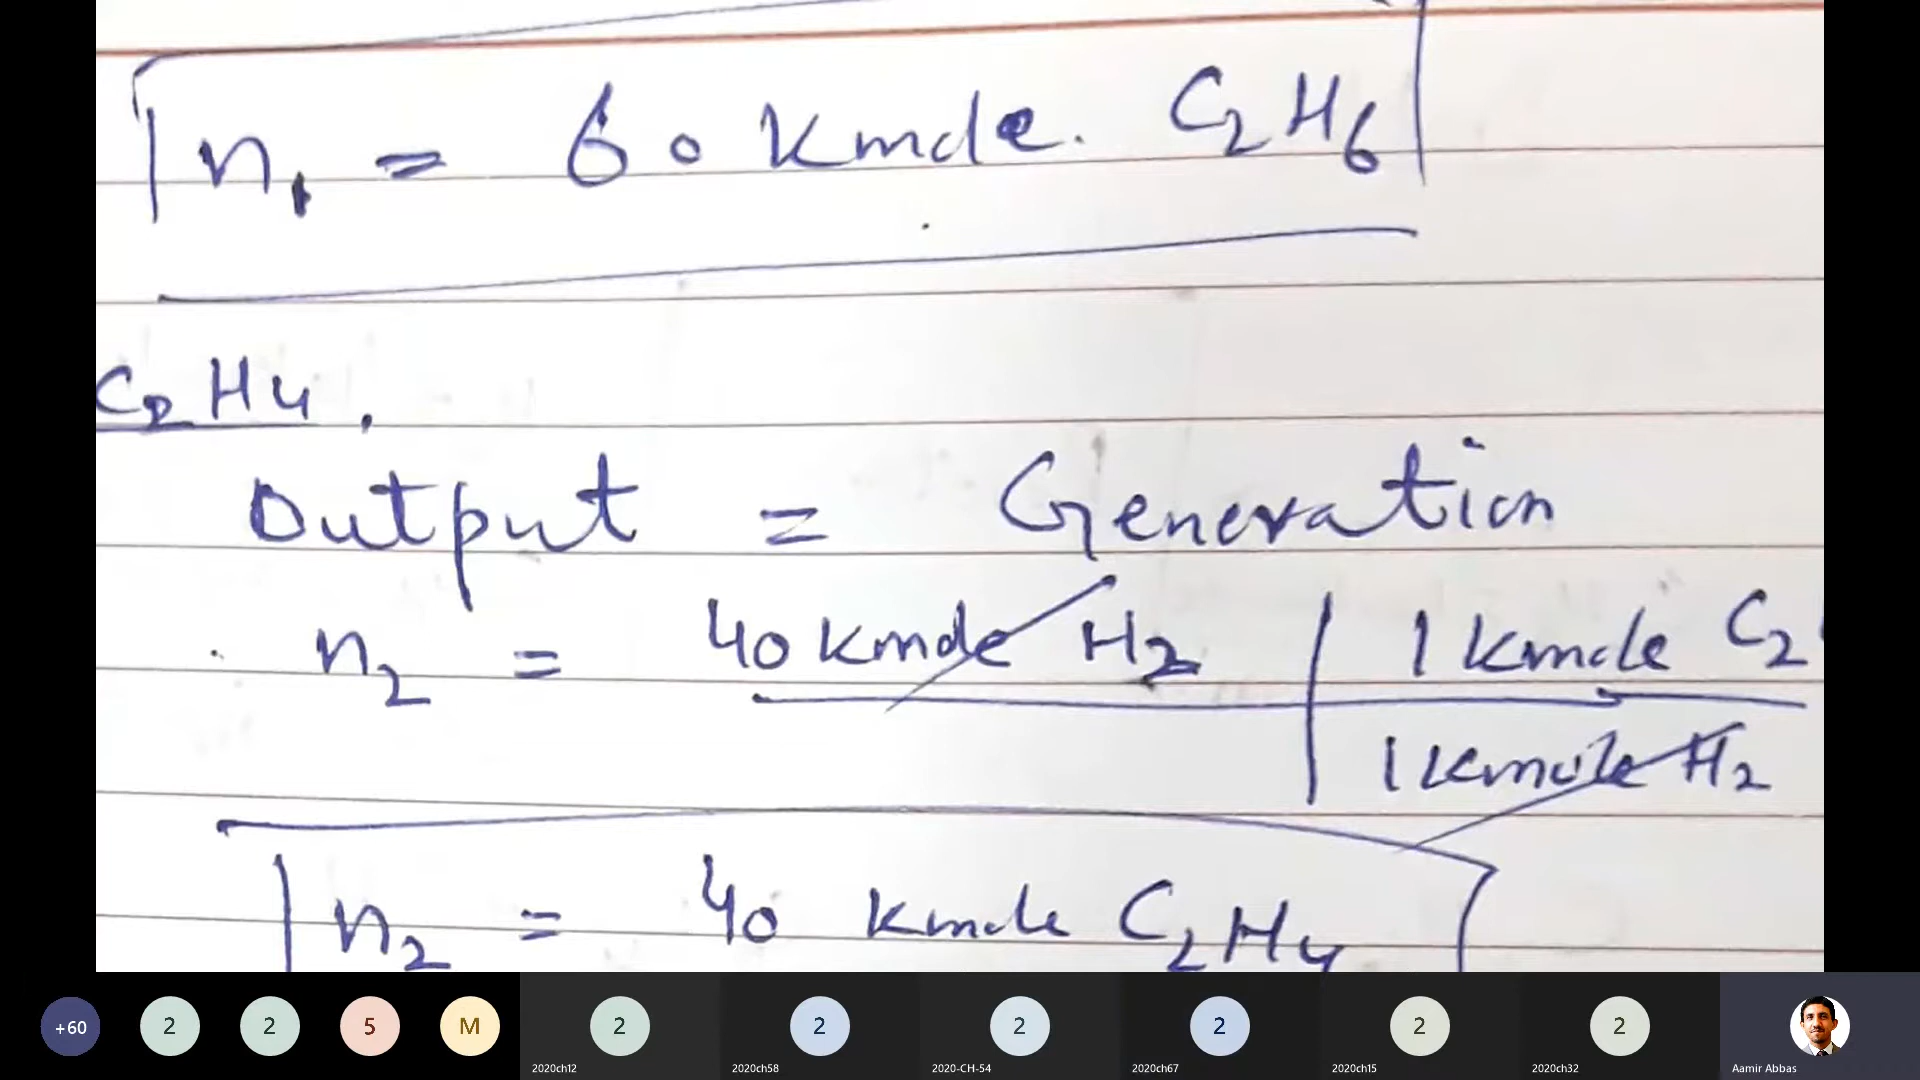 n1 = 60 Kmole. C2H6
C2H4.
Output = Generation
n2 = 40 Kmole H2 | 1 Kmole C2
1 Kmole H2
n2 = 40 Kmole C2H4
+60
2
2
5
M
2
2
2
2
2
2
2020ch12
2020ch58
2020-CH-54
2020ch67
2020ch15
2020ch32
Aamir Abbas